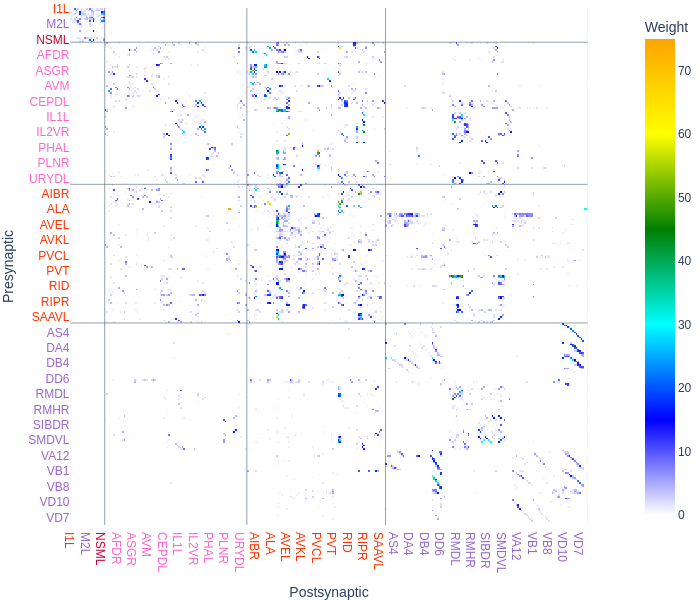 Weight
70
60
50
40
30
20
10
0
Presynaptic
I1L
M2L
NSML
AFDR
ASGR
AVM
CEPDL
IL1L
IL2VR
PHAL
PLNR
URYDL
AIBR
ALA
AVEL
AVKL
PVCL
PVT
RID
RIPR
SAAVL
AS4
DA4
DB4
DD6
RMDL
RMHR
SIBDR
SMDVL
VA12
VB1
VB8
VD10
VD7
I1L
M2L
NSML
AFDR
ASGR
AVM
CEPDL
IL1L
IL2VR
PHAL
PLNR
URYDL
AIBR
ALA
AVEL
AVKL
PVCL
PVT
RID
RIPR
SAAVL
AS4
DA4
DB4
DD6
RMDL
RMHR
SIBDR
SMDVL
VA12
VB1
VB8
VD10
VD7
Postsynaptic